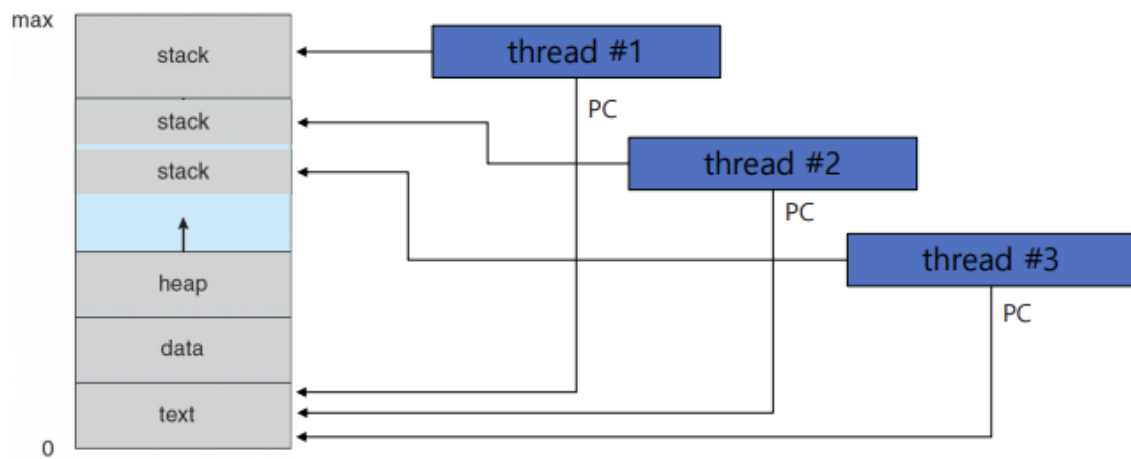 max
stack
thread #1
PC
stack
thread #2
stack
PC
thread #3
heap
PC
data
text
0